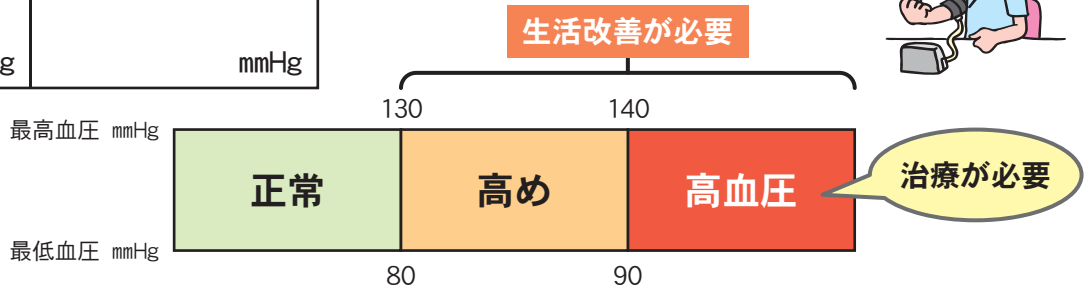 生活改善が必要
g
mmHg
130
140
最高血圧 mmHg
正常
高め
高血圧
治療が必要
最低血圧 mmHg
80
90